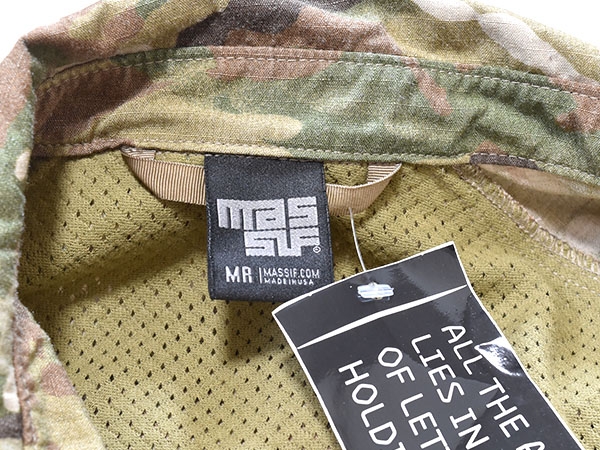 mas
sif
MR | MASSIF.COM
MADE IN USA
ALL THE
LIES IN
OF LET
HOLD